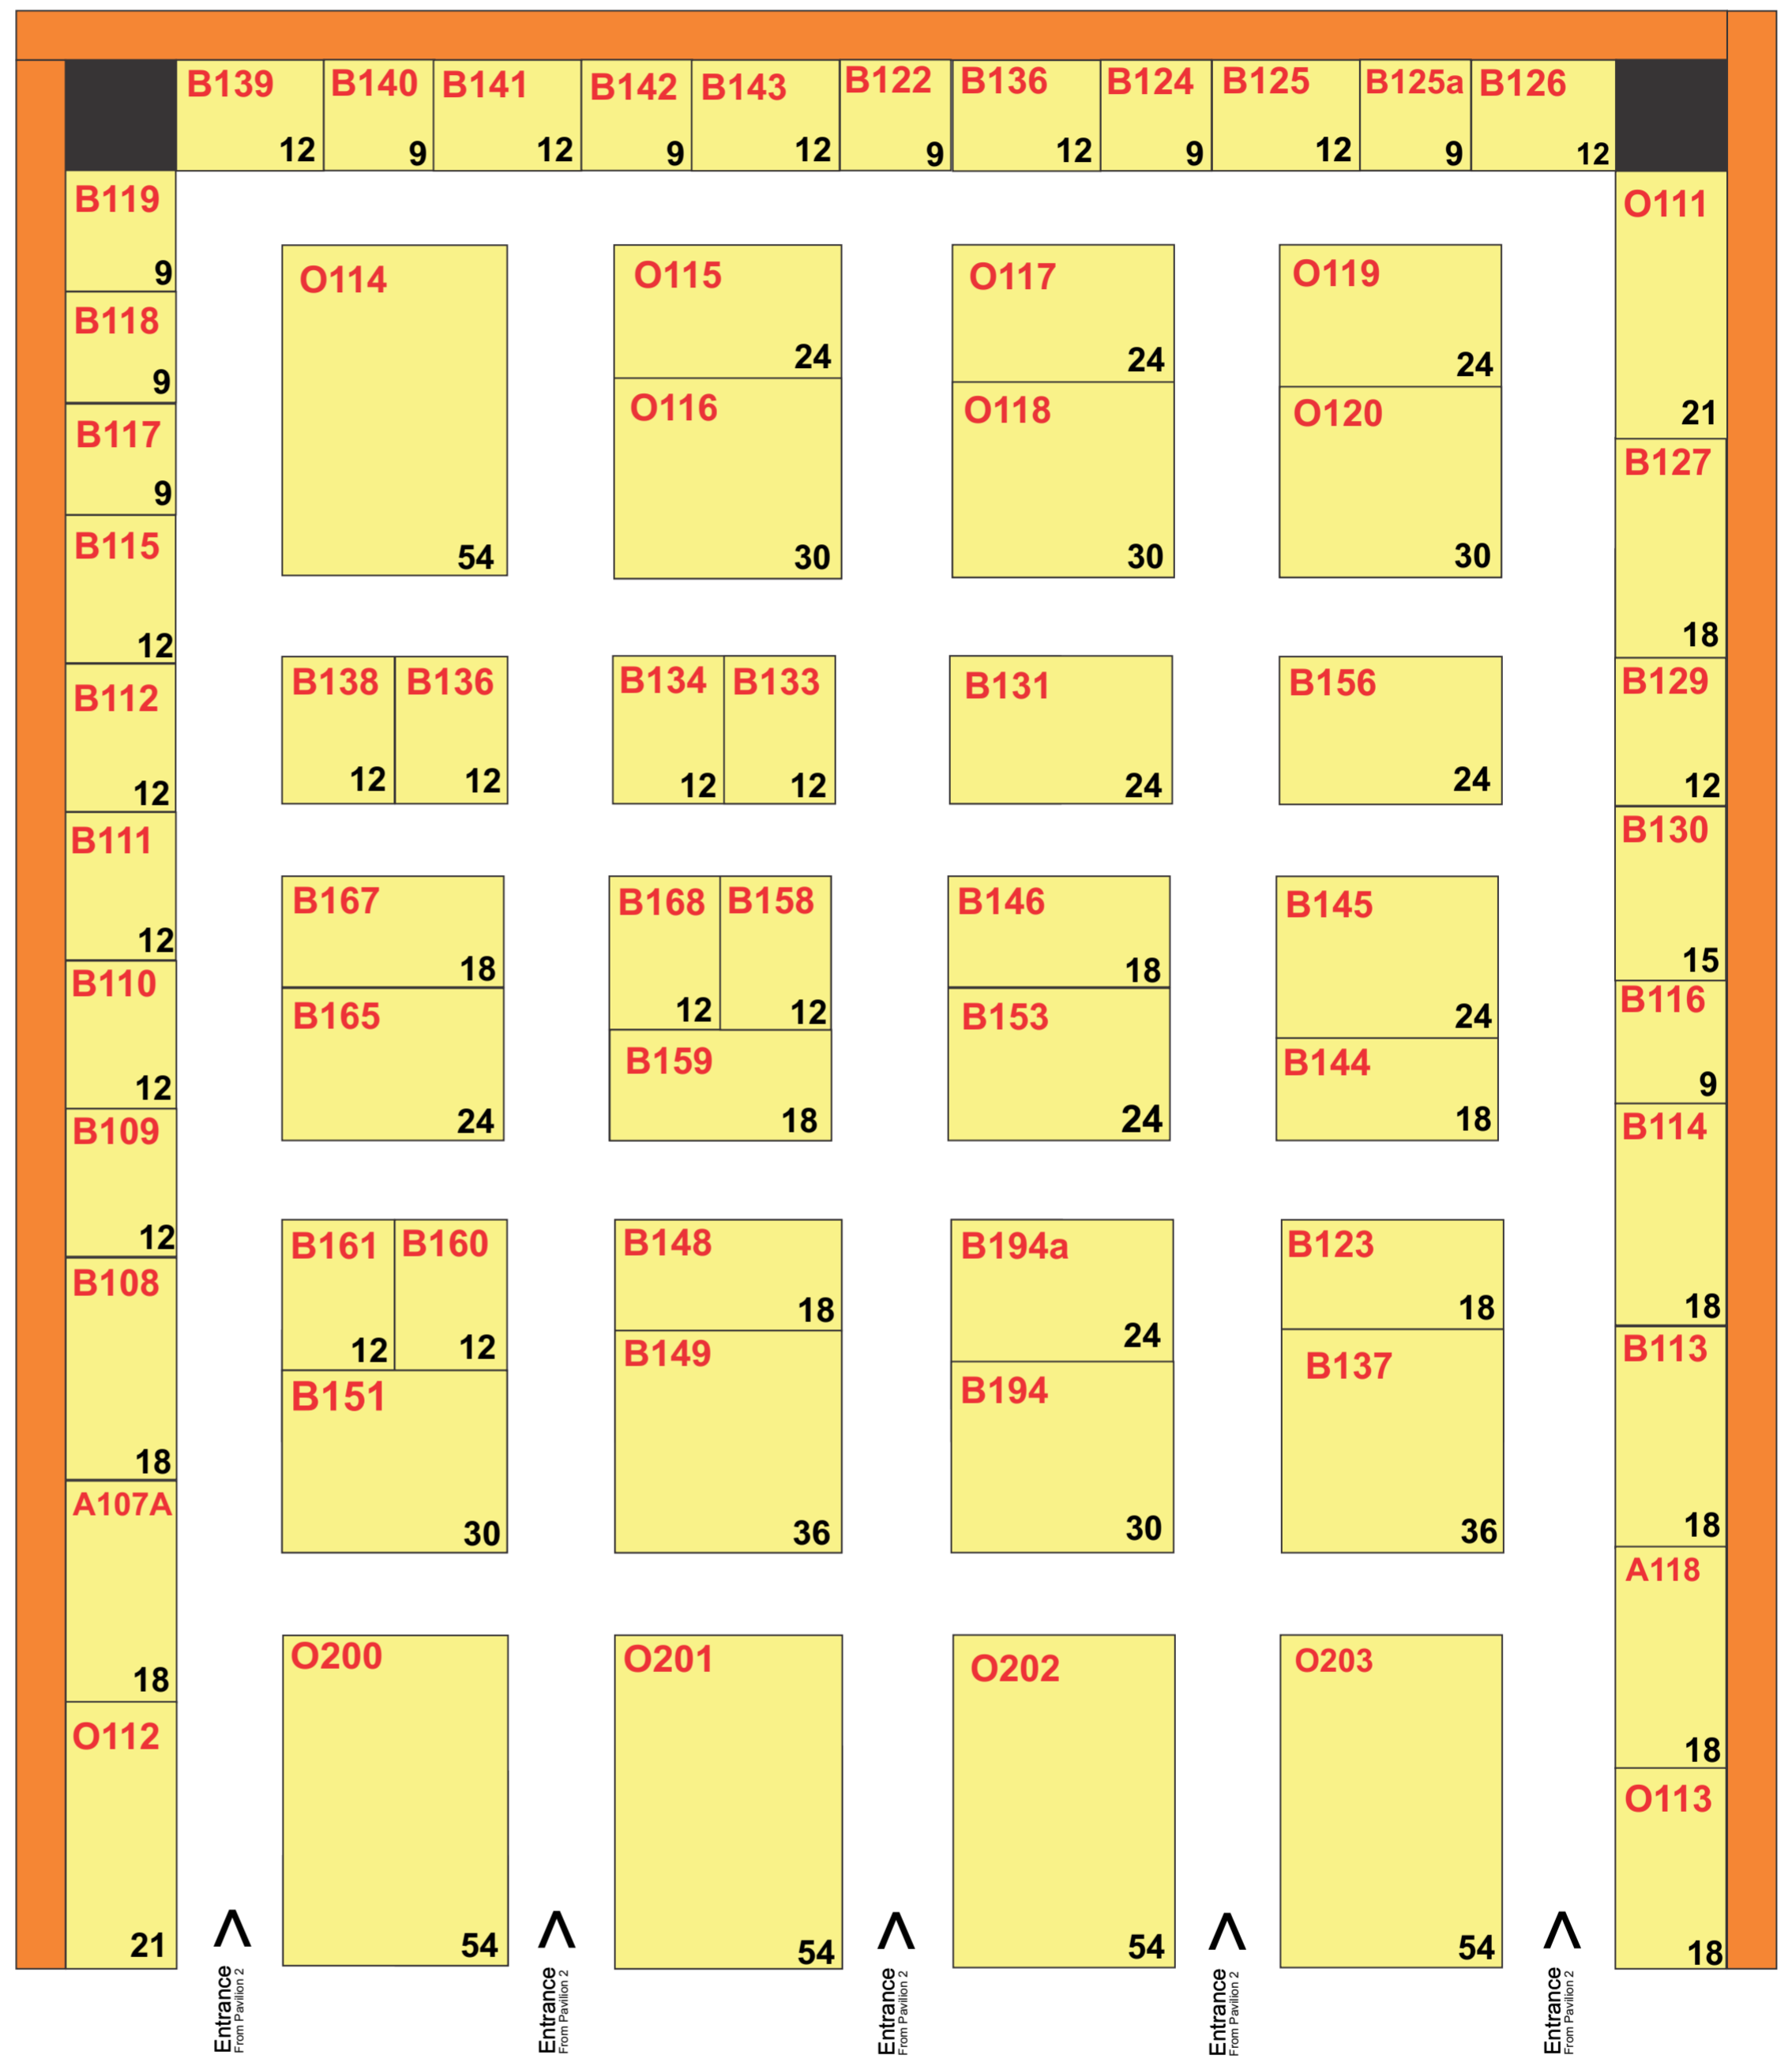 B139 B140 B141 B142 B143 B122 B136 B124 B125 B125a B126
12 9 12 9 12 9 12 9 12 9 12
B119
9
B118
9
B117
9
B115
12
B112
12
B111
12
B110
12
B109
12
B108
18
A107A
18
O112
21
O114
54
O115
24
O116
30
O117
24
O118
30
O119
24
O120
30
B138 B136
12 12
B134 B133
12 12
B131
24
B156
24
B167
18
B165
24
B168 B158
12 12
B159
18
B146
18
B153
24
B145
24
B144
18
B161 B160
12 12
B151
30
B148
18
B149
36
B194a
24
B194
30
B123
18
B137
36
O200
54
O201
54
O202
54
O203
54
O111
21
B127
18
B129
12
B130
15
B116
9
B114
18
B113
18
A118
18
O113
18
Entrance
From Pavilion 2
Entrance
From Pavilion 2
Entrance
From Pavilion 2
Entrance
From Pavilion 2
Entrance
From Pavilion 2